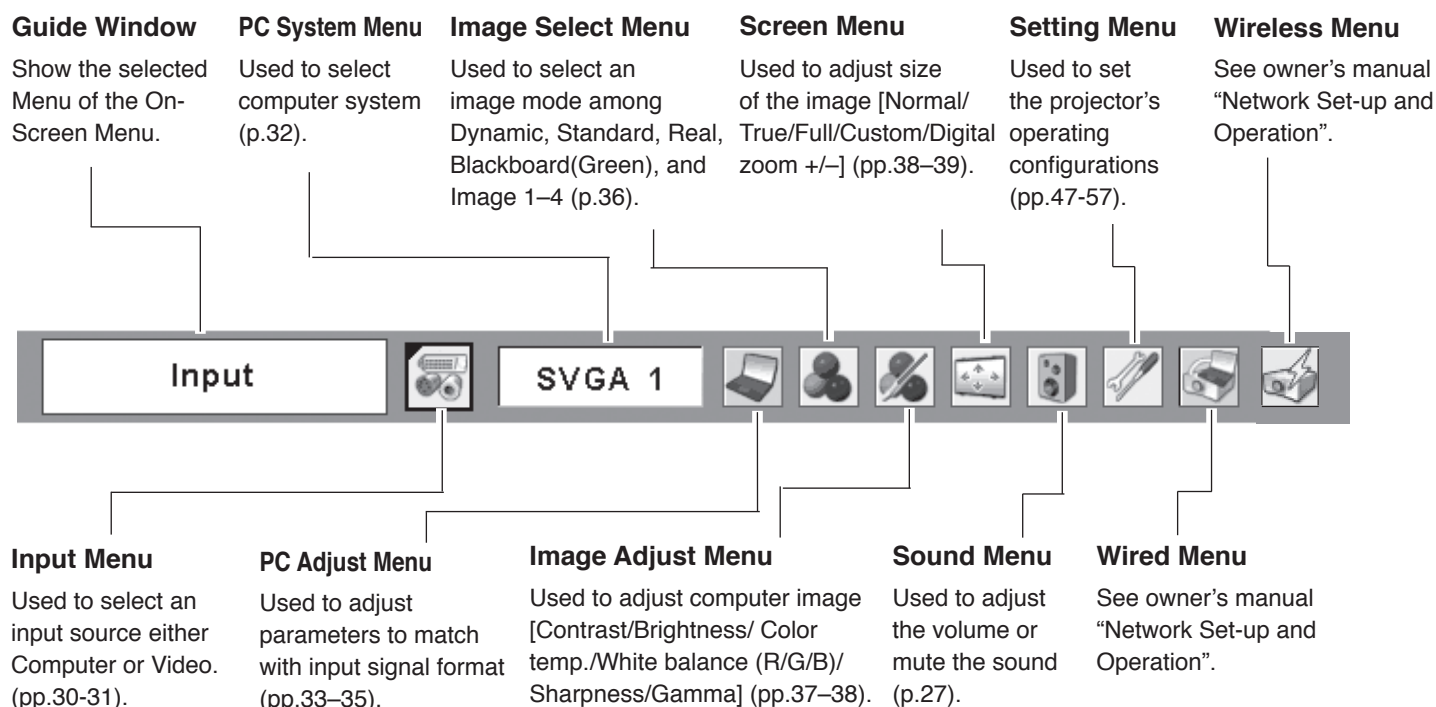 Guide Window
Show the selected
Menu of the On-
Screen Menu.
PC System Menu
Used to select
computer system
(p.32).
Image Select Menu
Used to select an
image mode among
Dynamic, Standard, Real,
Blackboard(Green), and
Image 1–4 (p.36).
Screen Menu
Used to adjust size
of the image [Normal/
True/Full/Custom/Digital
zoom +/–] (pp.38–39).
Setting Menu
Used to set
the projector’s
operating
configurations
(pp.47-57).
Wireless Menu
See owner’s manual
“Network Set-up and
Operation”.
Input
SVGA 1
Input Menu
Used to select an
input source either
Computer or Video.
(pp.30-31).
PC Adjust Menu
Used to adjust
parameters to match
with input signal format
(pp.33–35).
Image Adjust Menu
Used to adjust computer image
[Contrast/Brightness/ Color
temp./White balance (R/G/B)/
Sharpness/Gamma] (pp.37–38).
Sound Menu
Used to adjust
the volume or
mute the sound
(p.27).
Wired Menu
See owner’s manual
“Network Set-up and
Operation”.